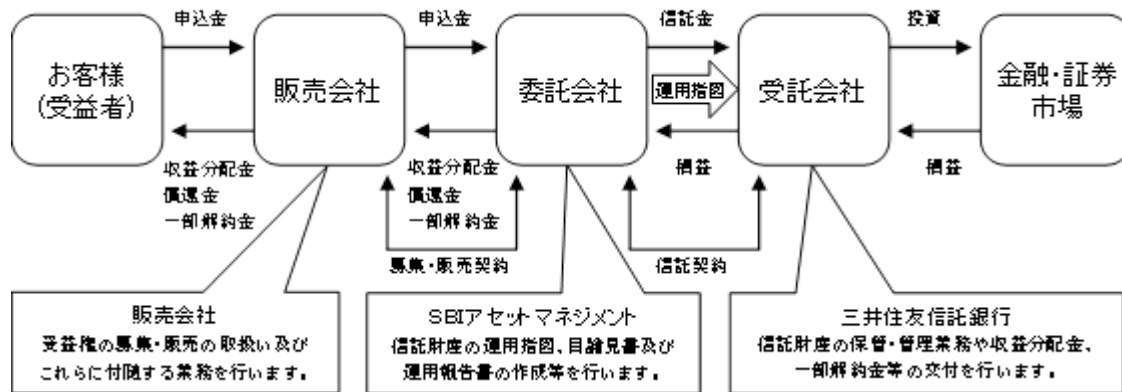 申込金
申込金
信託金
投資
お客様
(受益者)
販売会社
委託会社
運用指図
受託会社
金融・証券
市場
収益分配金
償還金
一部解約金
収益分配金
償還金
一部解約金
損益
損益
募集・販売契約
信託契約
販売会社
受益権の募集・販売の取扱い及び
これらに付随する業務を行います。
SBIアセットマネジメント
信託財産の運用指図、目論見書及び
運用報告書の作成等を行います。
三井住友信託銀行
信託財産の保管・管理業務や収益分配金、
一部解約金等の交付を行います。